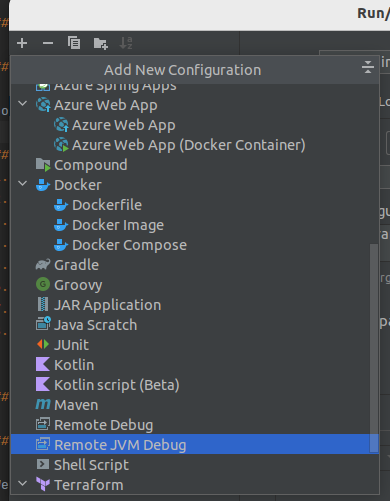 Run/
Add New Configuration
Azure Spring Apps
Azure Web App
Azure Web App
Azure Web App (Docker Container)
Compound
Docker
Dockerfile
Docker Image
Docker Compose
Gradle
Groovy
JAR Application
Java Scratch
JUnit
Kotlin
Kotlin script (Beta)
Maven
Remote Debug
Remote JVM Debug
Shell Script
Terraform